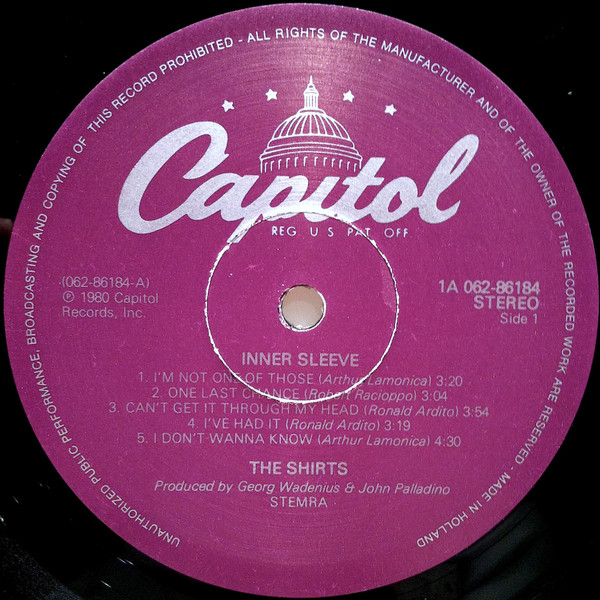 UNAUTHORIZED PUBLIC PERFORMANCE, BROADCASTING AND COPYING OF THIS RECORD PROHIBITED - ALL RIGHTS OF THE MANUFACTURER AND OF THE OWNER OF THE RECORDED WORK ARE RESERVED - MADE IN HOLLAND
Capitol
REG U S PAT OFF
(062-86184-A)
℗ 1980 Capitol
Records, Inc.
1A 062-86184
STEREO
Side 1
INNER SLEEVE
1. I'M NOT ONE OF THOSE (Arthur Lamonica) 3:20
2. ONE LAST CHANCE (Robert Racioppo) 3:04
3. CAN'T GET IT THROUGH MY HEAD (Ronald Ardito) 3:54
4. I'VE HAD IT (Ronald Ardito) 3:19
5. I DON'T WANNA KNOW (Arthur Lamonica) 4:30
THE SHIRTS
Produced by Georg Wadenius & John Palladino
STEMRA